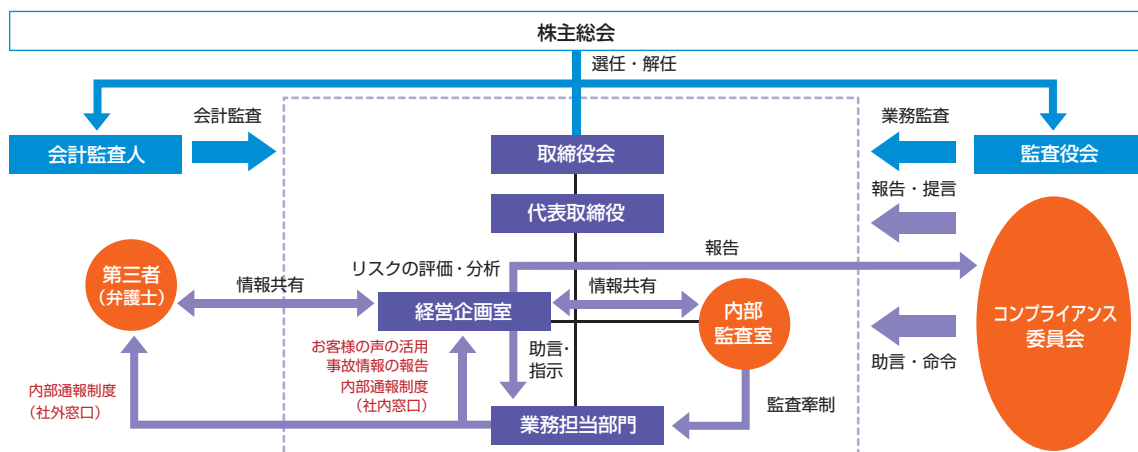 株主総会
選任・解任
会計監査
業務監査
会計監査人
取締役会
監査役会
報告・提言
代表取締役
報告
リスクの評価・分析
第三者
（弁護士）
情報共有
情報共有
経営企画室
内部
監査室
コンプライアンス
委員会
お客様の声の活用
事故情報の報告
内部通報制度
（社内窓口）
助言・
指示
助言・命令
内部通報制度
（社外窓口）
監査牽制
業務担当部門